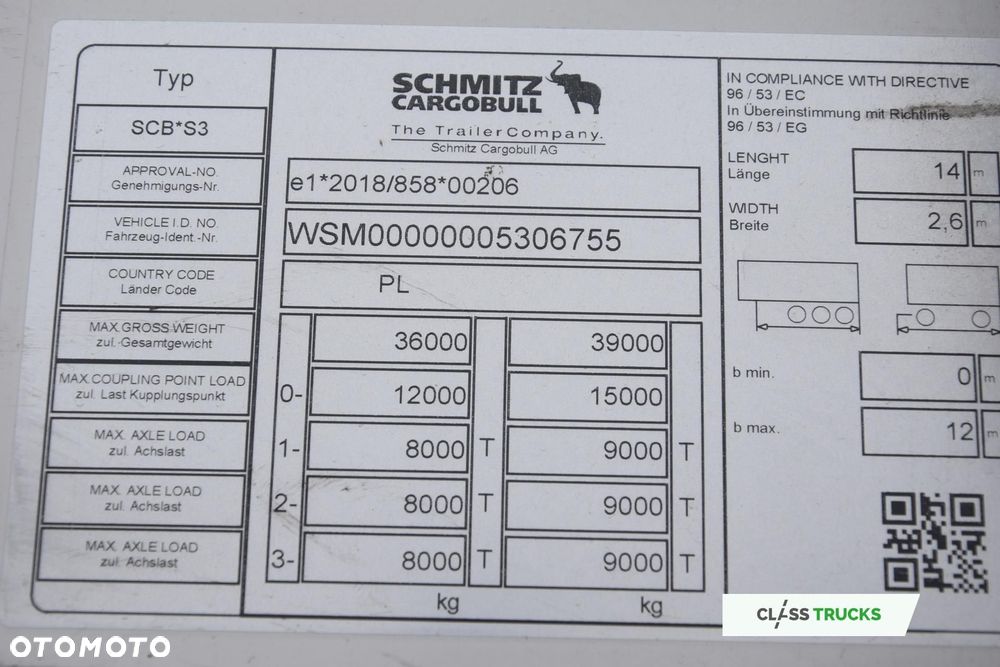 Typ
SCB*S3
APPROVAL-NO.
Genehmigungs-Nr.
VEHICLE I.D. NO.
Fahrzeug-Ident.-Nr.
COUNTRY CODE
Länder Code
MAX.GROSS WEIGHT
zul.-Gesamtgewicht
MAX.COUPLING POINT LOAD
zul. Last Kupplungspunkt
MAX. AXLE LOAD
zul. Achslast
MAX. AXLE LOAD
zul. Achslast
MAX. AXLE LOAD
zul. Achslast
SCHMITZ
CARGOBULL
The TrailerCompany.
Schmitz Cargobull AG
e1*2018/858*00206
WSM00000005306755
PL
36000 39000
0- 12000 15000
1- 8000 T 9000 T
2- 8000 T 9000 T
3- 8000 T 9000 T
kg kg
IN COMPLIANCE WITH DIRECTIVE
96 / 53 / EC
In Übereinstimmung mit Richtlinie
96 / 53 / EG
LENGHT
Länge
14 m
WIDTH
Breite
2,6 m
b min. 0 m
b max. 12 m
CLASS TRUCKS
OTOMOTO